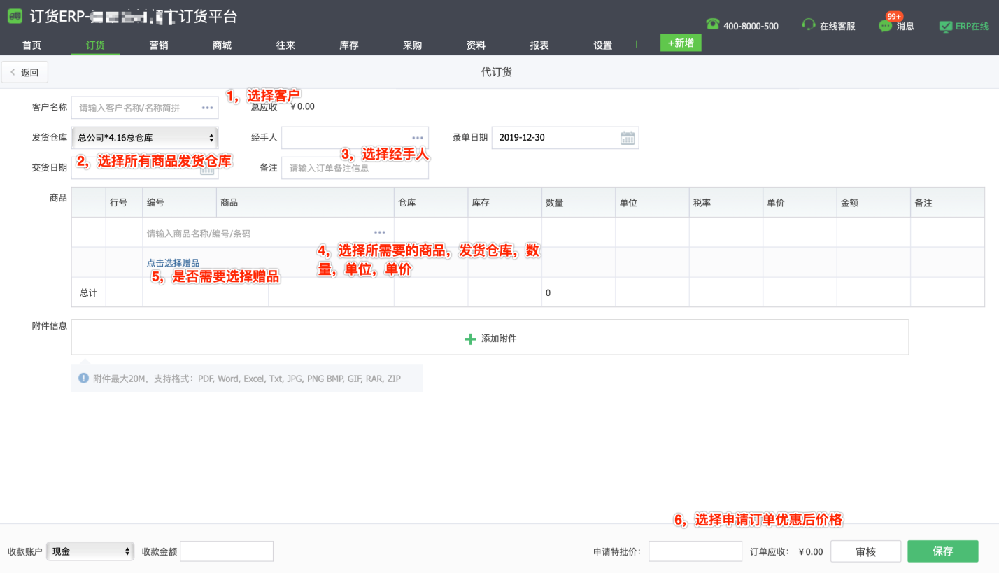 订货ERP-
订货平台
400-8000-500
在线客服
99+
消息
ERP在线
首页 订货 营销 商城 往来 库存 采购 资料 报表 设置 +新增
返回
代订货
1，选择客户
客户名称 请输入客户名称/名称简拼 ••• 总应收 ￥0.00
发货仓库 总公司*4.16总仓库 经手人 ••• 录单日期 2019-12-30
2，选择所有商品发货仓库
3，选择经手人
交货日期 备注 请输入订单备注信息
商品 行号 编号 商品 仓库 库存 数量 单位 税率 单价 金额 备注
请输入商品名称/编号/条码 •••
4，选择所需要的商品，发货仓库，数
量，单位，单价
点击选择赠品
5，是否需要选择赠品
总计 0
附件信息 添加附件
附件最大20M，支持格式：PDF, Word, Excel, Txt, JPG, PNG BMP, GIF, RAR, ZIP
6，选择申请订单优惠后价格
收款账户 现金 收款金额 申请特批价： 订单应收： ￥0.00 审核 保存